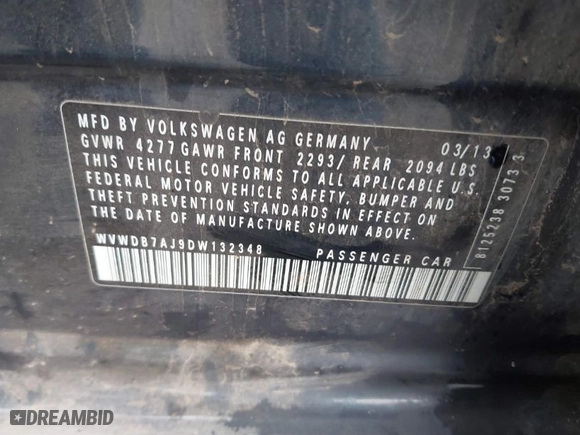 MFD BY VOLKSWAGEN AG GERMANY 03/13
GVWR 4277 GAWR FRONT 2293/ REAR 2094 LBS
THIS VEHICLE CONFORMS TO ALL APPLICABLE U.S.
FEDERAL MOTOR VEHICLE SAFETY, BUMPER AND
THEFT PREVENTION STANDARDS IN EFFECT ON
THE DATE OF MANUFACTURE SHOWN ABOVE.
WVWDB7AJ9DW132348 PASSENGER CAR
B125238 3073 3
DREAMBID